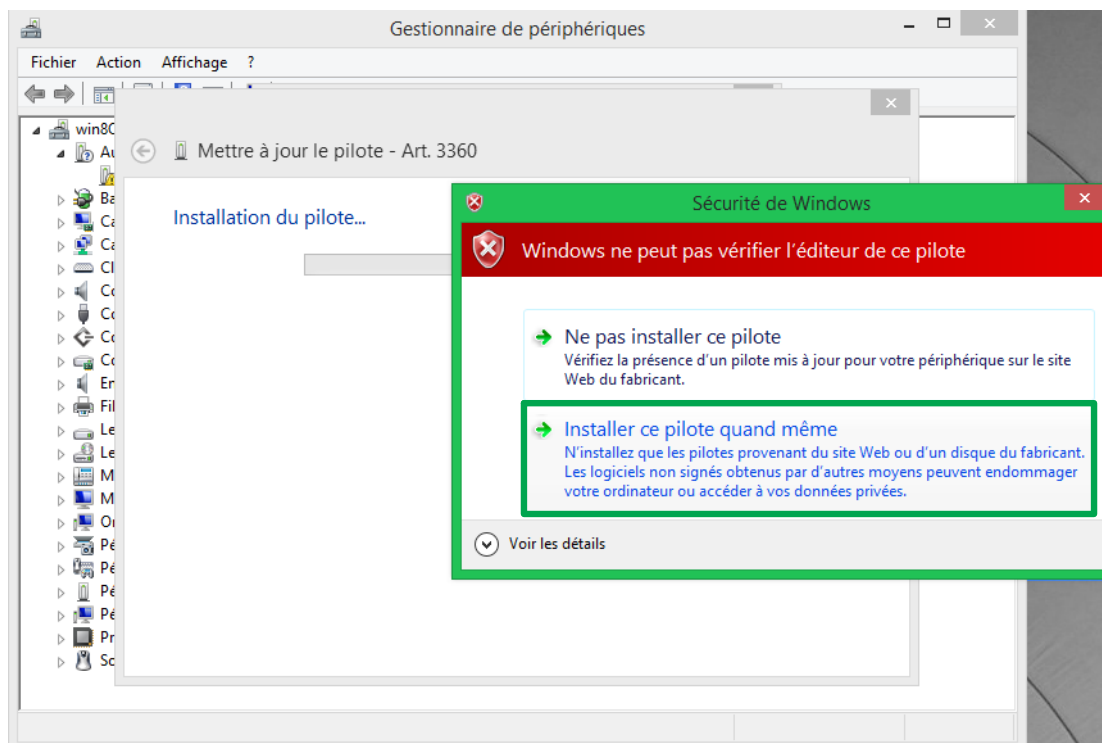 Gestionnaire de périphériques
Fichier Action Affichage ?
Mettre à jour le pilote - Art. 3360
Installation du pilote...
Sécurité de Windows
Windows ne peut pas vérifier l'éditeur de ce pilote
Ne pas installer ce pilote
Vérifiez la présence d'un pilote mis à jour pour votre périphérique sur le site
Web du fabricant.
Installer ce pilote quand même
N'installez que les pilotes provenant du site Web ou d'un disque du fabricant.
Les logiciels non signés obtenus par d'autres moyens peuvent endommager
votre ordinateur ou accéder à vos données privées.
Voir les détails